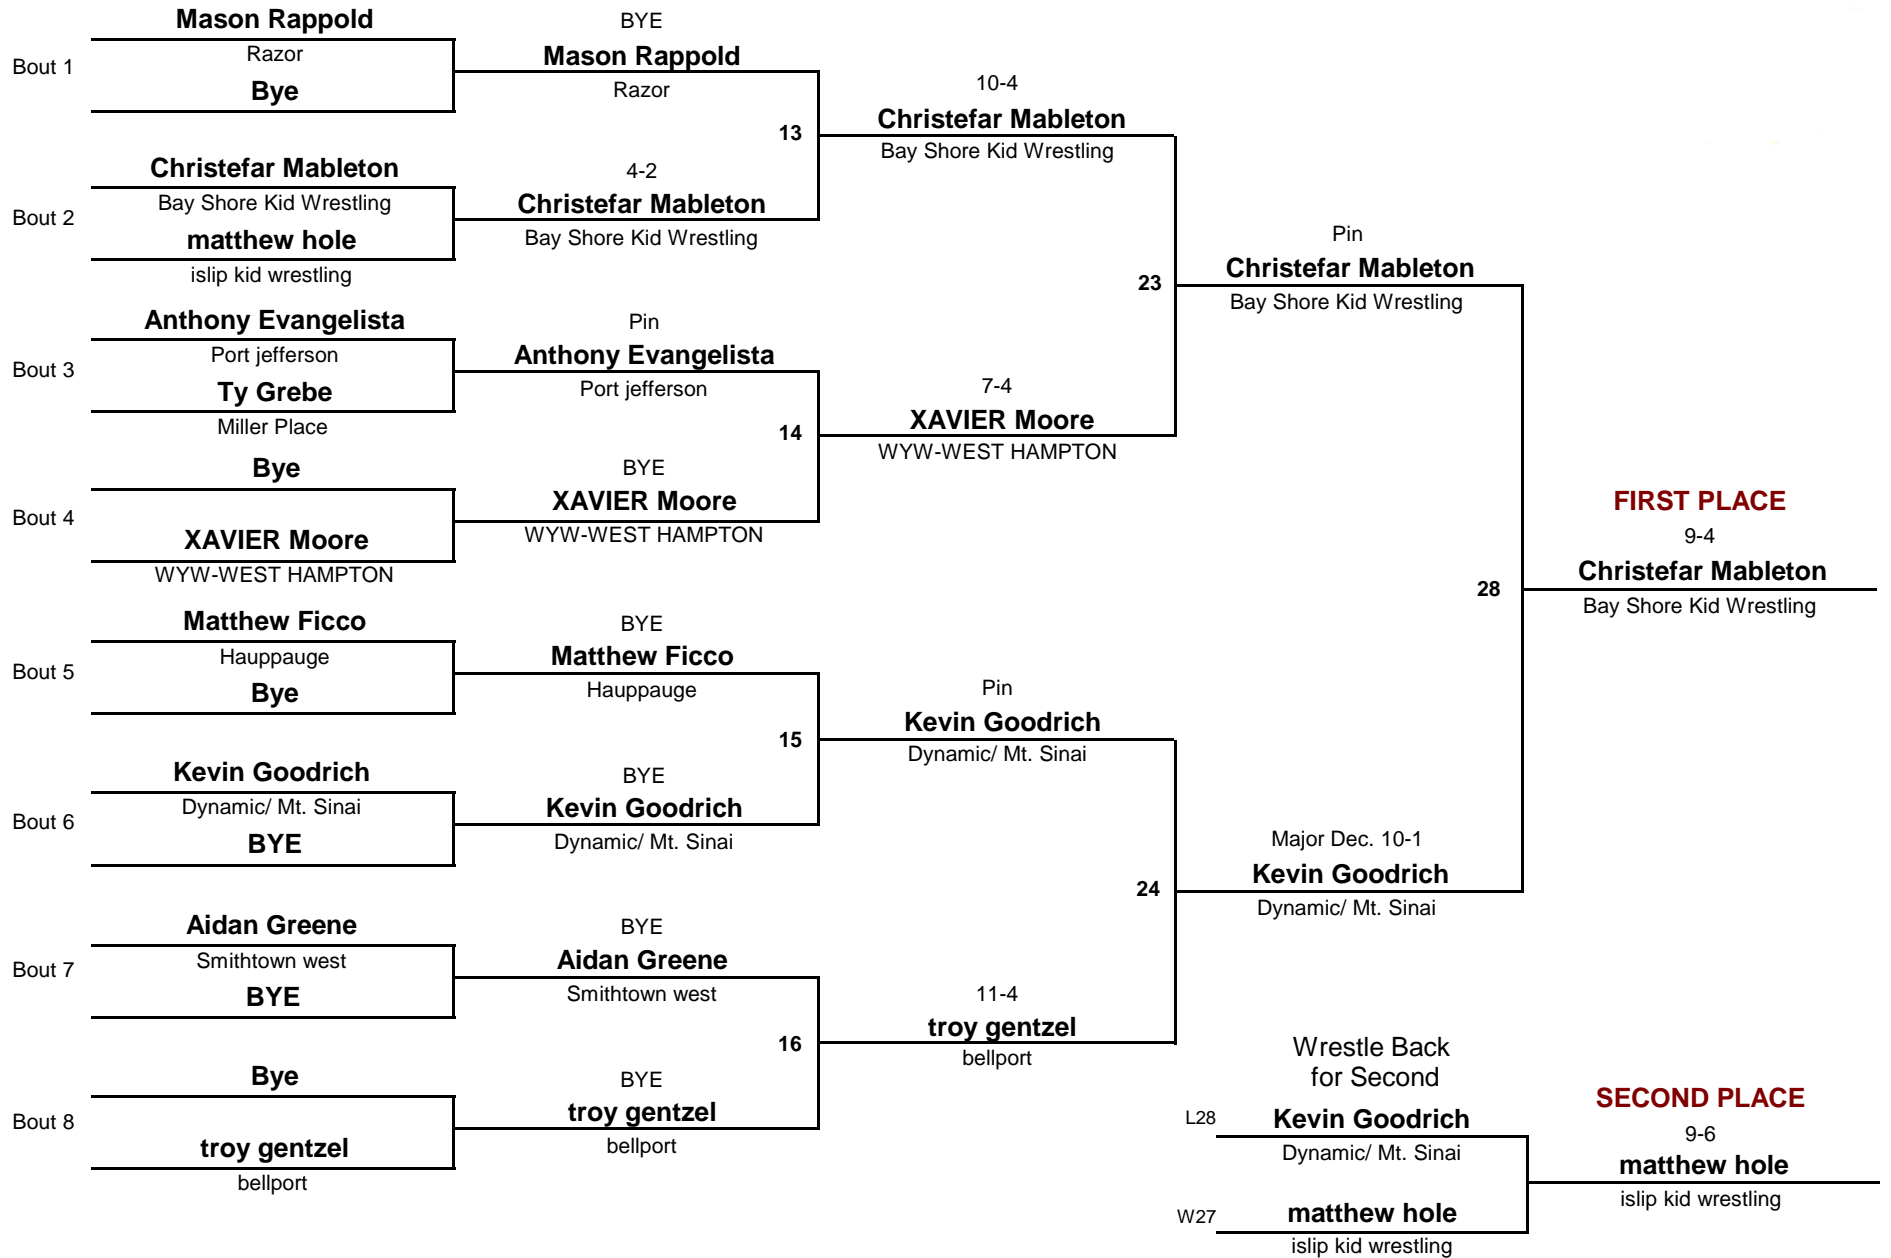 Mason Rappold
Bout 1
Razor
Bye
BYE
Mason Rappold
Razor
Christefar Mableton
Bout 2
Bay Shore Kid Wrestling
matthew hole
islip kid wrestling
4-2
Christefar Mableton
Bay Shore Kid Wrestling
13
10-4
Christefar Mableton
Bay Shore Kid Wrestling
Anthony Evangelista
Bout 3
Port jefferson
Ty Grebe
Miller Place
Pin
Anthony Evangelista
Port jefferson
Bye
Bout 4
XAVIER Moore
WYW-WEST HAMPTON
BYE
XAVIER Moore
WYW-WEST HAMPTON
14
7-4
XAVIER Moore
WYW-WEST HAMPTON
23
Pin
Christefar Mableton
Bay Shore Kid Wrestling
Matthew Ficco
Bout 5
Hauppauge
Bye
BYE
Matthew Ficco
Hauppauge
Kevin Goodrich
Bout 6
Dynamic/ Mt. Sinai
BYE
BYE
Kevin Goodrich
Dynamic/ Mt. Sinai
15
Pin
Kevin Goodrich
Dynamic/ Mt. Sinai
Aidan Greene
Bout 7
Smithtown west
BYE
BYE
Aidan Greene
Smithtown west
Bye
Bout 8
troy gentzel
bellport
BYE
troy gentzel
bellport
16
11-4
troy gentzel
bellport
24
Major Dec. 10-1
Kevin Goodrich
Dynamic/ Mt. Sinai
28
FIRST PLACE
9-4
Christefar Mableton
Bay Shore Kid Wrestling
Wrestle Back
for Second
L28
Kevin Goodrich
Dynamic/ Mt. Sinai
W27
matthew hole
islip kid wrestling
SECOND PLACE
9-6
matthew hole
islip kid wrestling